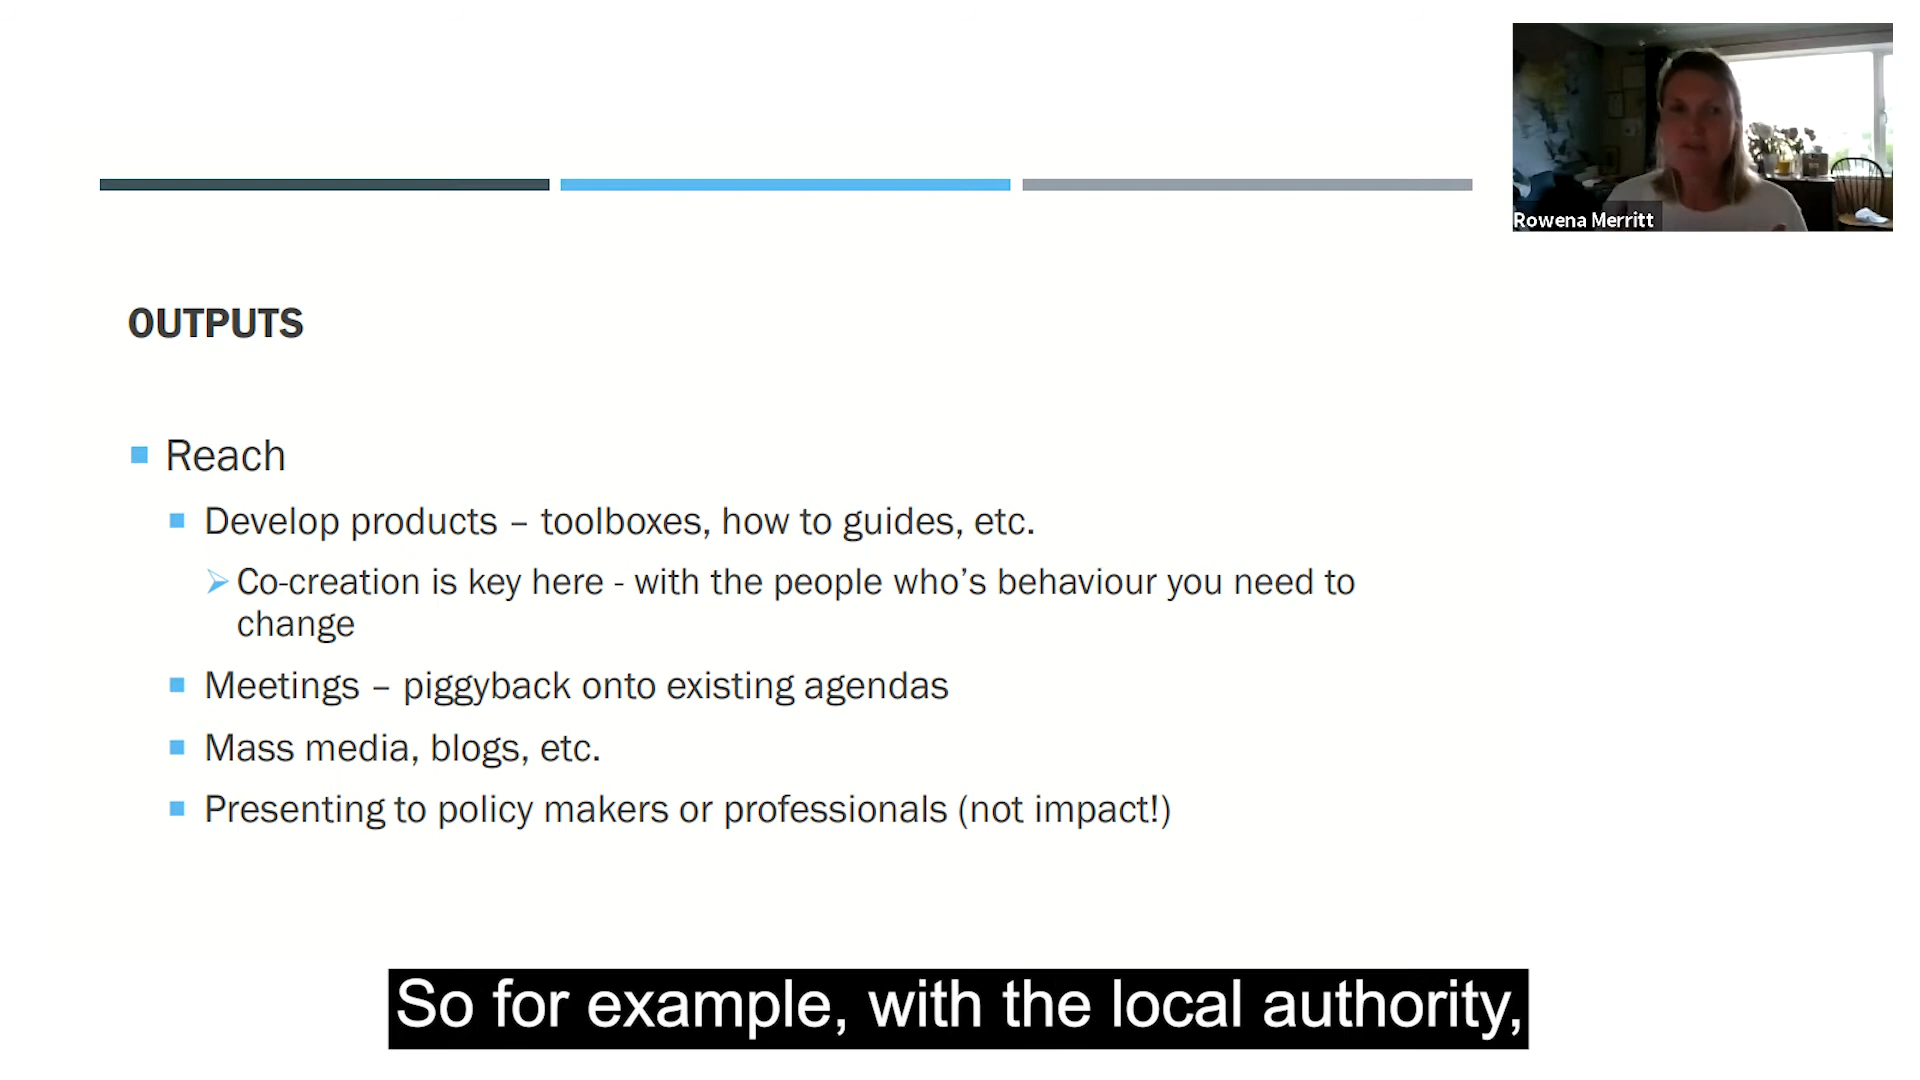 Rowena Merritt
OUTPUTS
Reach
Develop products – toolboxes, how to guides, etc.
Co-creation is key here - with the people who's behaviour you need to
change
Meetings – piggyback onto existing agendas
Mass media, blogs, etc.
Presenting to policy makers or professionals (not impact!)
So for example, with the local authority,